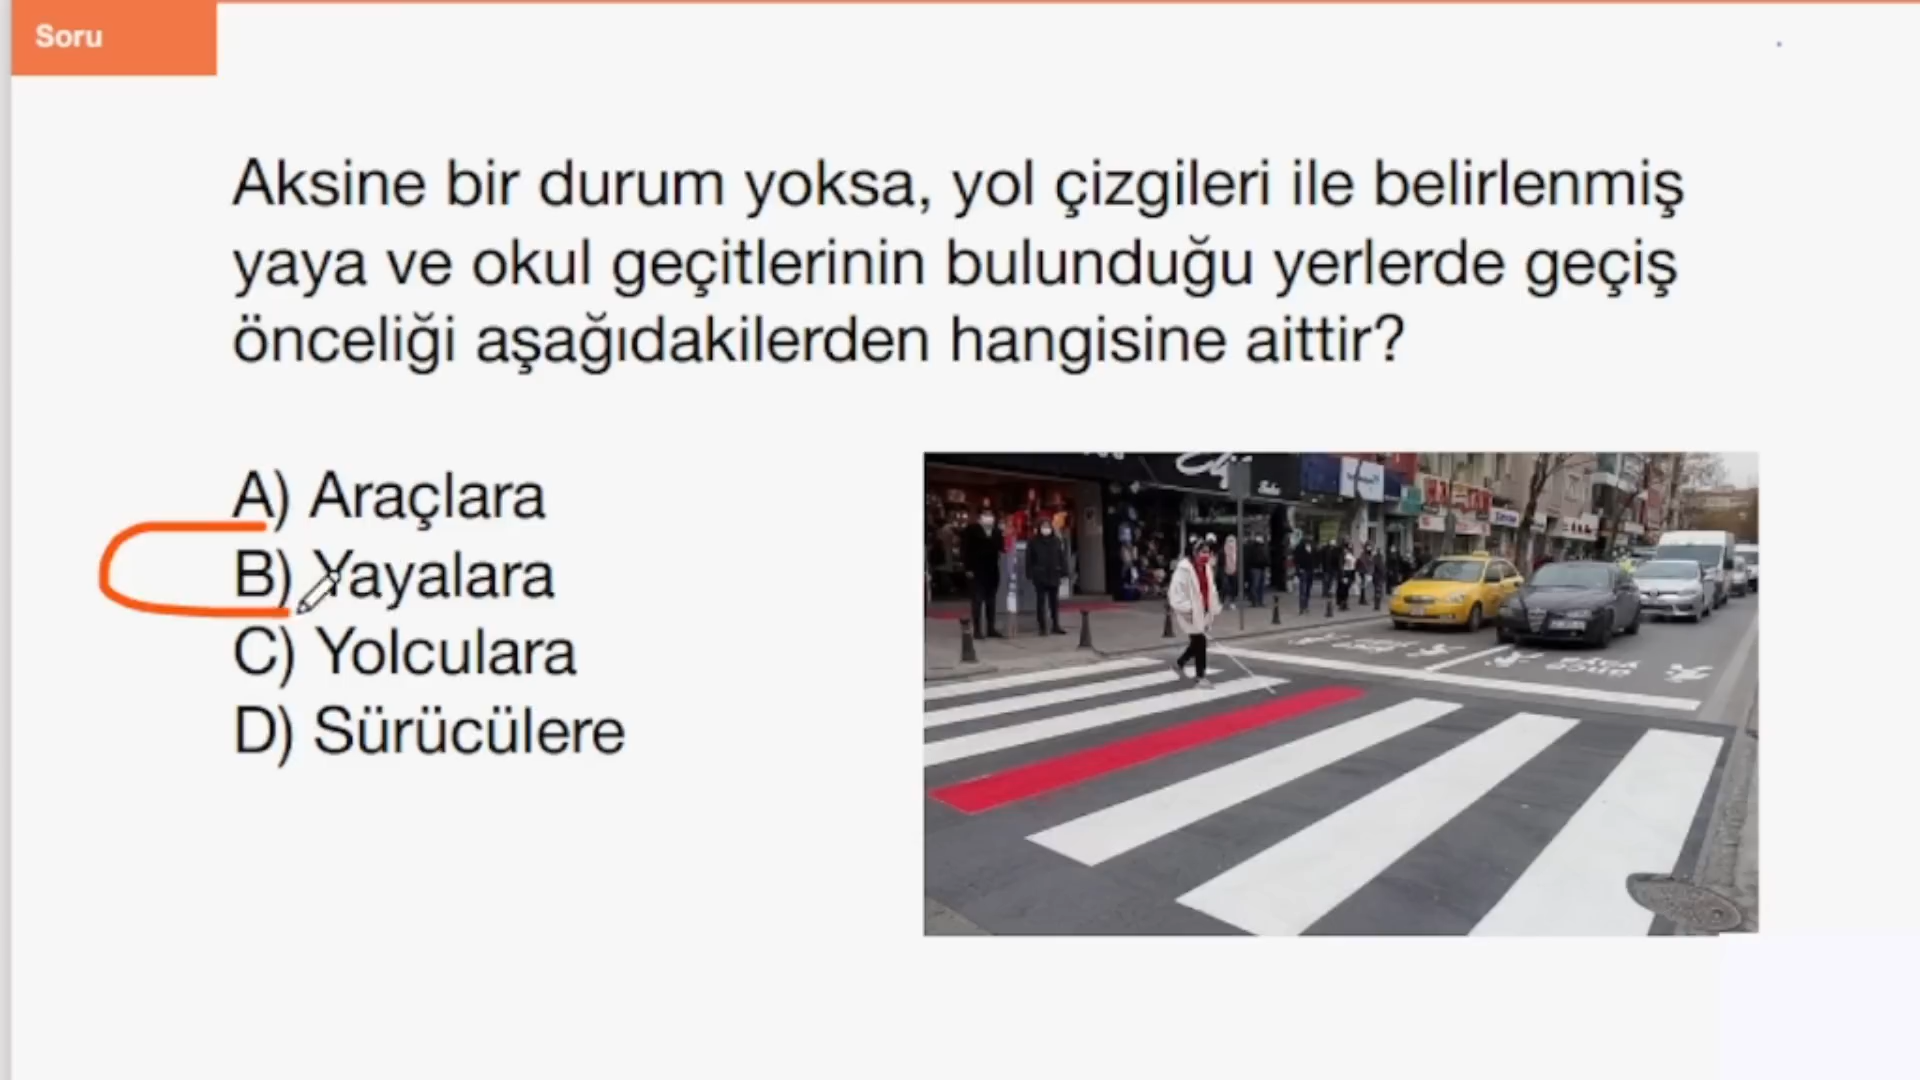 Soru
Aksine bir durum yoksa, yol çizgileri ile belirlenmiş
yaya ve okul geçitlerinin bulunduğu yerlerde geçiş
önceliği aşağıdakilerden hangisine aittir?
A) Araçlara
B) Yayalara
C) Yolculara
D) Sürücülere